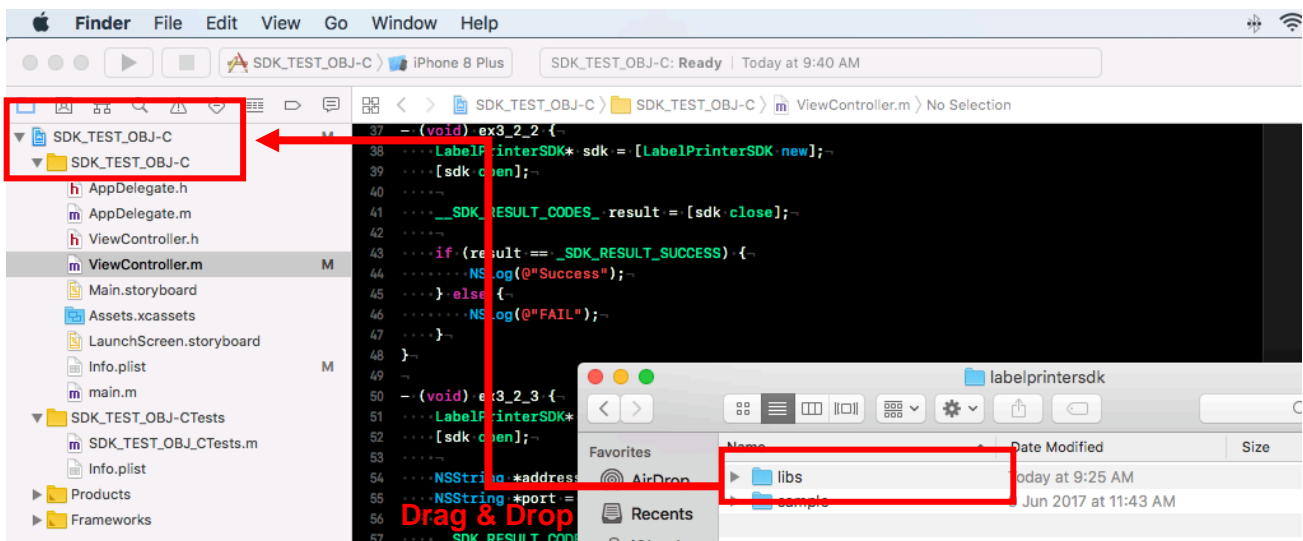 Finder File Edit View Go Window Help
SDK_TEST_OBJ-C iPhone 8 Plus SDK_TEST_OBJ-C: Ready Today at 9:40 AM
SDK_TEST_OBJ-C SDK_TEST_OBJ-C ViewController.m No Selection
SDK_TEST_OBJ-C M
SDK_TEST_OBJ-C
AppDelegate.h
AppDelegate.m
ViewController.h
ViewController.m M
Main.storyboard
Assets.xcassets
LaunchScreen.storyboard
Info.plist M
main.m
SDK_TEST_OBJ-CTests
SDK_TEST_OBJ_CTests.m
Info.plist
Products
Frameworks
37 - (void) ex3_2_2 {
38 LabelPrinterSDK* sdk = [LabelPrinterSDK new];
39 [sdk open];
40
41 __SDK_RESULT_CODES_ result = [sdk close];
42
43 if (result == _SDK_RESULT_SUCCESS) {
44 NSLog(@"Success");
45 } else {
46 NSLog(@"FAIL");
47 }
48 }
49
50 - (void) ex3_2_3 {
51 LabelPrinterSDK*
52 [sdk open];
53
54 NSString *address
55 NSString *port =
56
57 SDK_RESULT_CODE
Drag & Drop
labelprintersdk
Favorites
AirDrop
Recents
Name Date Modified Size
libs Today at 9:25 AM
sample Jun 2017 at 11:43 AM